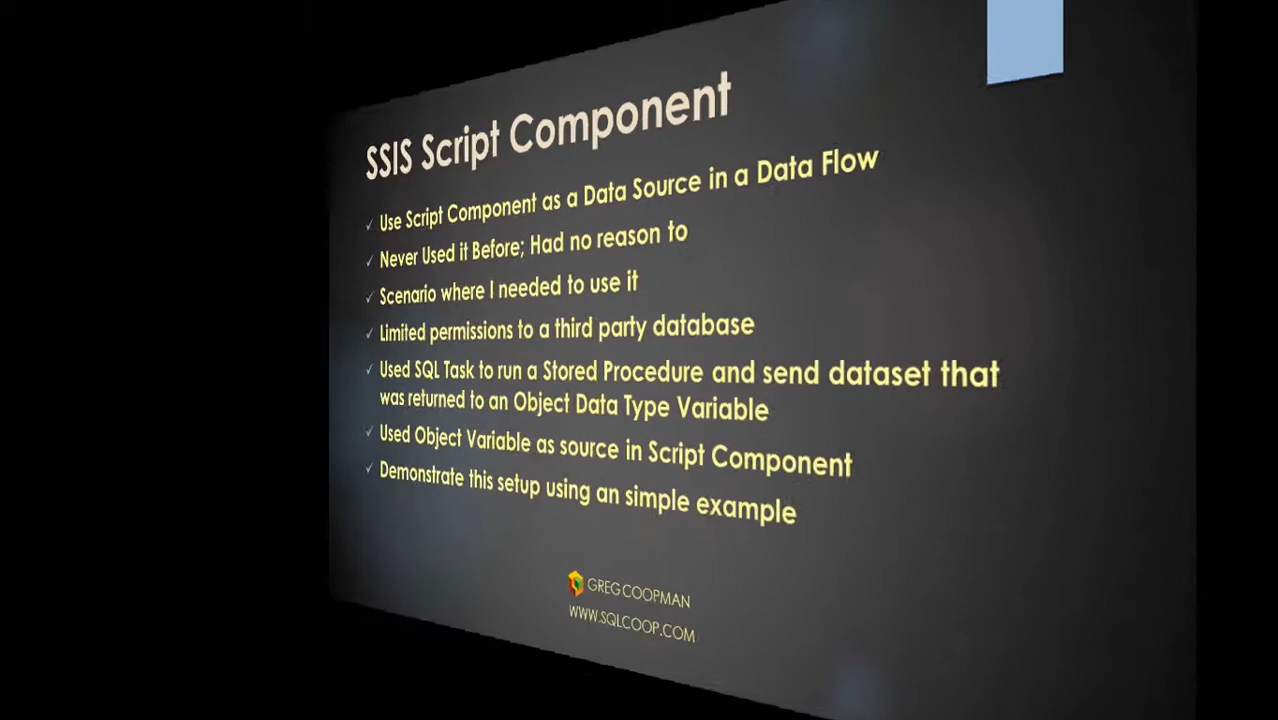 SSIS Script Component
✓ Use Script Component as a Data Source in a Data Flow
✓ Never Used it Before; Had no reason to
✓ Scenario where I needed to use it
✓ Limited permissions to a third party database
✓ Used SQL Task to run a Stored Procedure and send dataset that
was returned to an Object Data Type Variable
✓ Used Object Variable as source in Script Component
✓ Demonstrate this setup using an simple example
GREG COOPMAN
WWW.SQLCOOP.COM